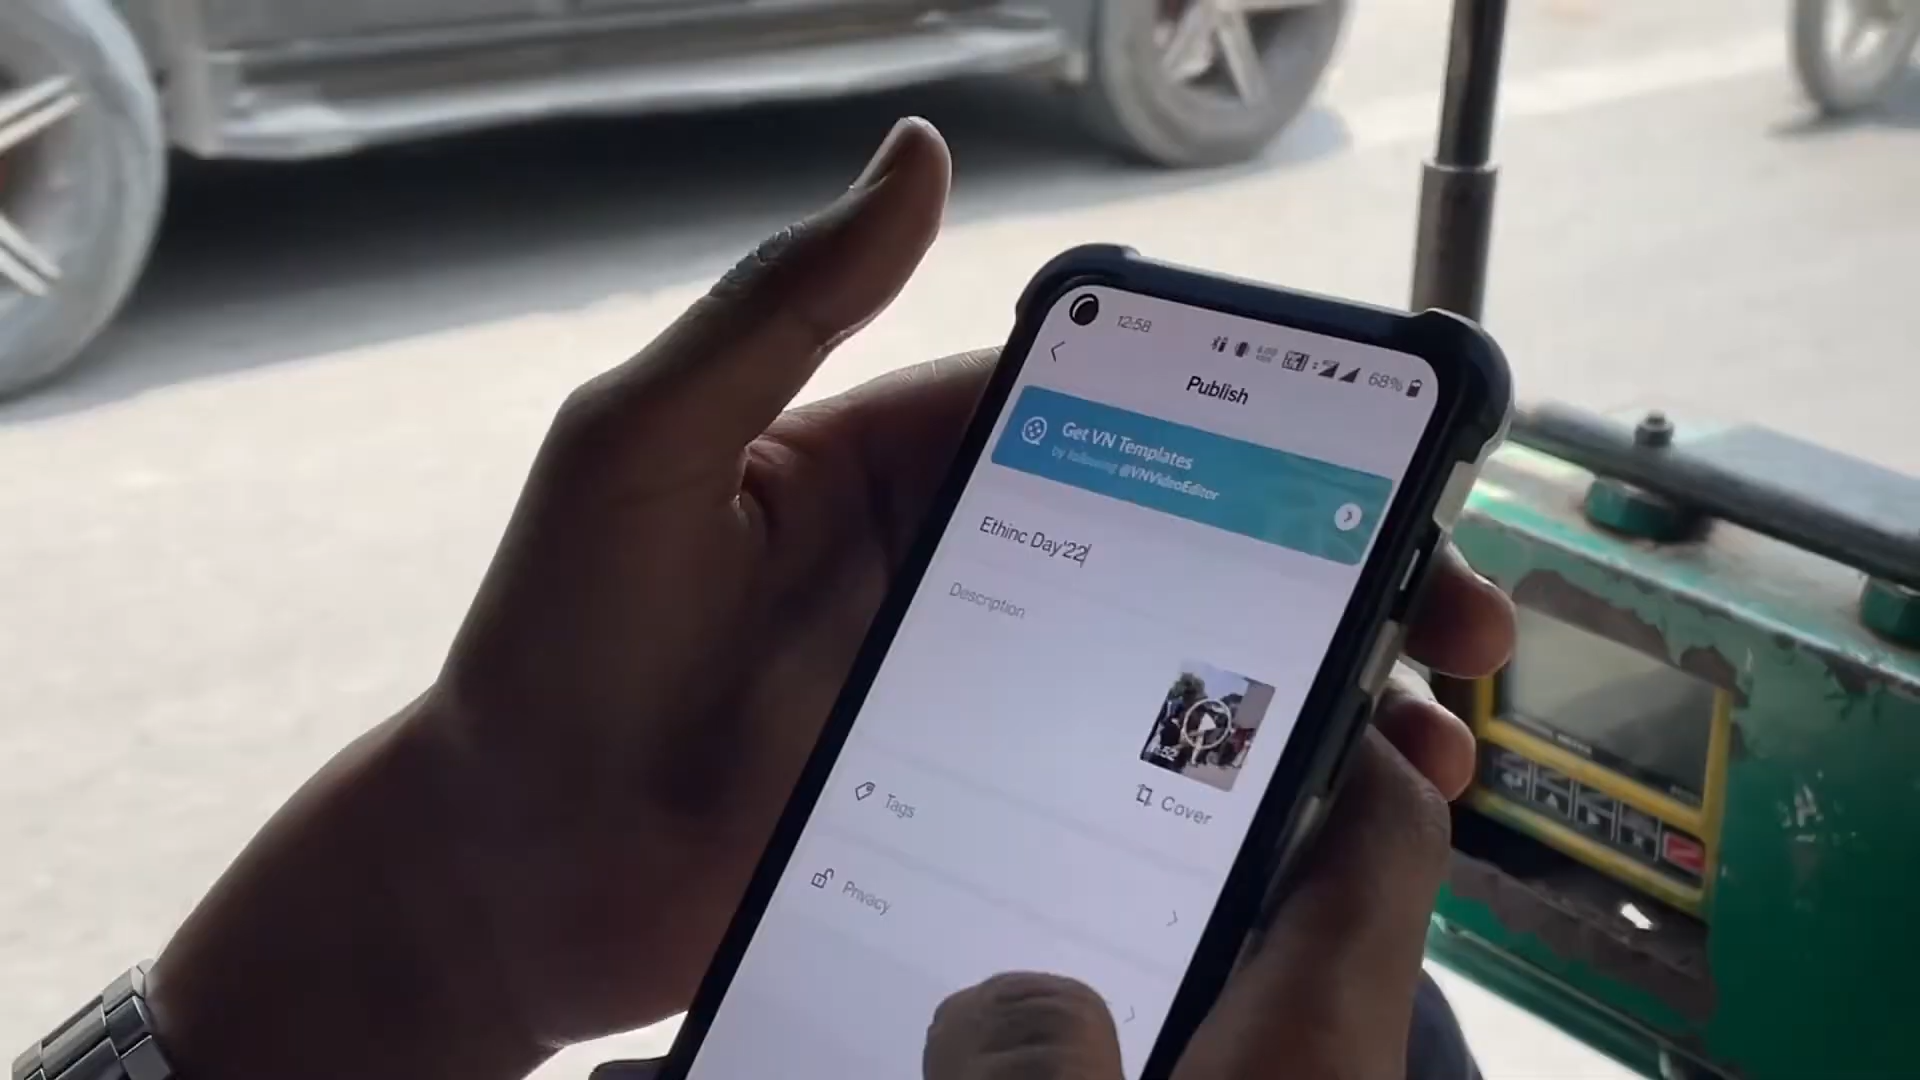 12:58
68%
Publish
Get VN Templates
by following @VNVideoEditor
Ethinc Day'22
Description
Cover
Tags
Privacy